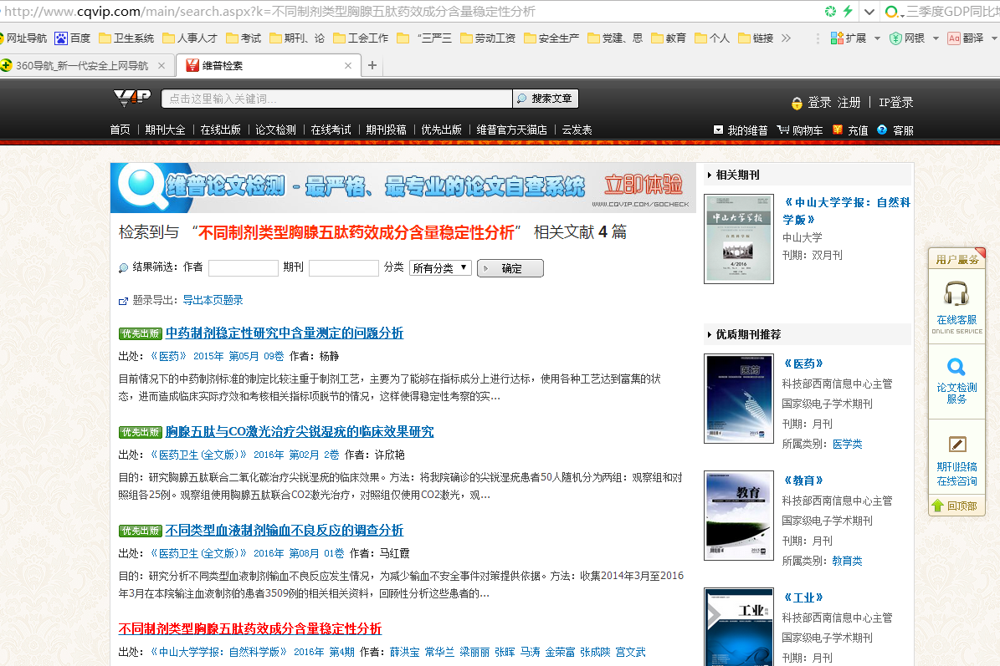 http://www.cqvip.com/main/search.aspx?k=不同制剂类型胸腺五肽药效成分含量稳定性分析
三季度GDP同比增
网址导航 百度 卫生系统 人事人才 考试 期刊、论 工会工作 “三严三 劳动工资 安全生产 党建、思 教育 个人 链接 » 扩展 网银 翻译
360导航_新一代安全上网导航 维普检索
点击这里输入关键词... 搜索文章
登录 注册 | IP登录
首页 | 期刊大全 | 在线出版 | 论文检测 | 在线考试 | 期刊投稿 | 优先出版 | 维普官方天猫店 | 云发表
我的维普 购物车 充值 客服
维普论文检测 - 最严格、最专业的论文自查系统 立即体验
WWW.CQVIP.COM/GOCHECK
检索到与 “不同制剂类型胸腺五肽药效成分含量稳定性分析” 相关文献 4 篇
结果筛选：作者 期刊 分类 所有分类 确定
题录导出：导出本页题录
优先出版 中药制剂稳定性研究中含量测定的问题分析
出处：《医药》 2015年 第05月 09卷 作者：杨静
目前情况下的中药制剂标准的制定比较注重于制剂工艺，主要为了能够在指标成分上进行达标，使用各种工艺达到富集的状
态，进而造成临床实际疗效和考核相关指标项脱节的情况，这样使得稳定性考察的实...
优先出版 胸腺五肽与CO激光治疗尖锐湿疣的临床效果研究
出处：《医药卫生(全文版)》 2016年 第02月 2卷 作者：许欣艳
目的：研究胸腺五肽联合二氧化碳治疗尖锐湿疣的临床效果。方法：将我院确诊的尖锐湿疣患者50人随机分为两组：观察组和对
照组各25例。观察组使用胸腺五肽联合CO2激光治疗，对照组仅使用CO2激光，观...
优先出版 不同类型血液制剂输血不良反应的调查分析
出处：《医药卫生(全文版)》 2016年 第08月 01卷 作者：马红霞
目的：研究分析不同类型血液制剂输血不良反应发生情况，为减少输血不安全事件对策提供依据。方法：收集2014年3月至2016
年3月在本院输注血液制剂的患者3509例的相关相关资料，回顾性分析这些患者的...
不同制剂类型胸腺五肽药效成分含量稳定性分析
出处：《中山大学学报：自然科学版》 2016年 第4期 作者：薛洪宝 常华兰 梁丽丽 张晖 马涛 金荣富 张成陕 宫文武
相关期刊
中山大学学报
4/2016
《中山大学学报：自然科
学版》
中山大学
刊期：双月刊
优质期刊推荐
医药
《医药》
科技部西南信息中心主管
国家级电子学术期刊
刊期：月刊
所属类别：医学类
教育
《教育》
科技部西南信息中心主管
国家级电子学术期刊
刊期：月刊
所属类别：教育类
工业
《工业》
科技部西南信息中心主管
国家级电子学术期刊
刊期：月刊
用户服务
在线客服
ONLINE SERVICE
论文检测
服务
期刊投稿
在线咨询
回顶部